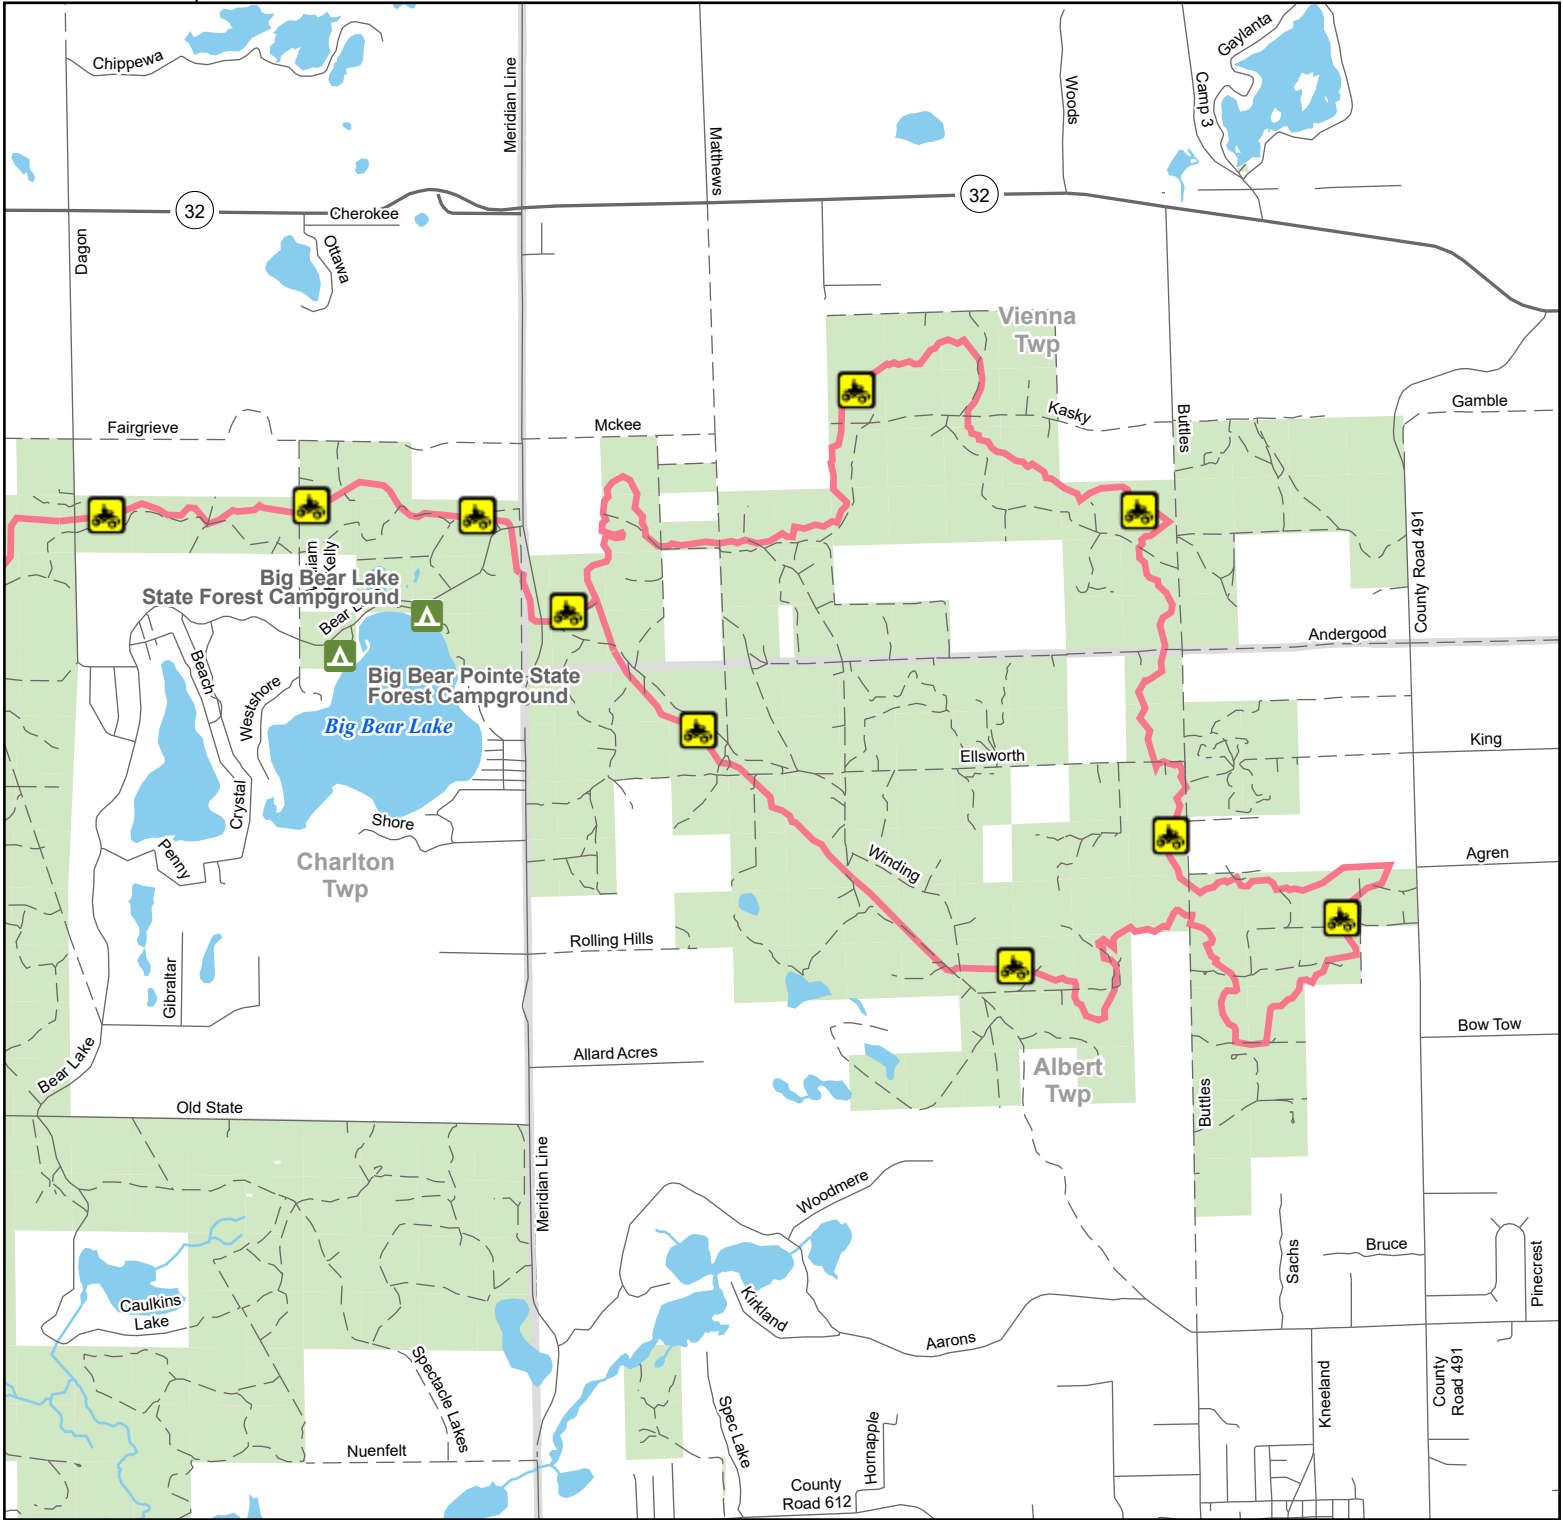 Chippewa
Gaylanta
Meridian Line
Woods
Camp 3
Matthews
32
32
Cherokee
Dagon
Ottawa
Vienna
Twp
Gamble
Kasky
Buttles
Fairgrieve
Mckee
County Road 491
Kelly
Big Bear Lake
State Forest Campground
Bear L
Andergood
Beach
Westshore
Big Bear Pointe State
Forest Campground
Big Bear Lake
Ellsworth
King
Crystal
Shore
Penny
Charlton
Twp
Winding
Agren
Rolling Hills
Gibraltar
Bow Tow
Allard Acres
Bear Lake
Albert
Twp
Buttles
Old State
Meridian Line
Woodmere
Sachs
Bruce
Pinecrest
Caulkins
Lake
Kirkland
Aarons
Spectacle Lakes
Kneeland
County
Road 491
Spec Lake
Hornapple
Nuenfelt
County
Road 612